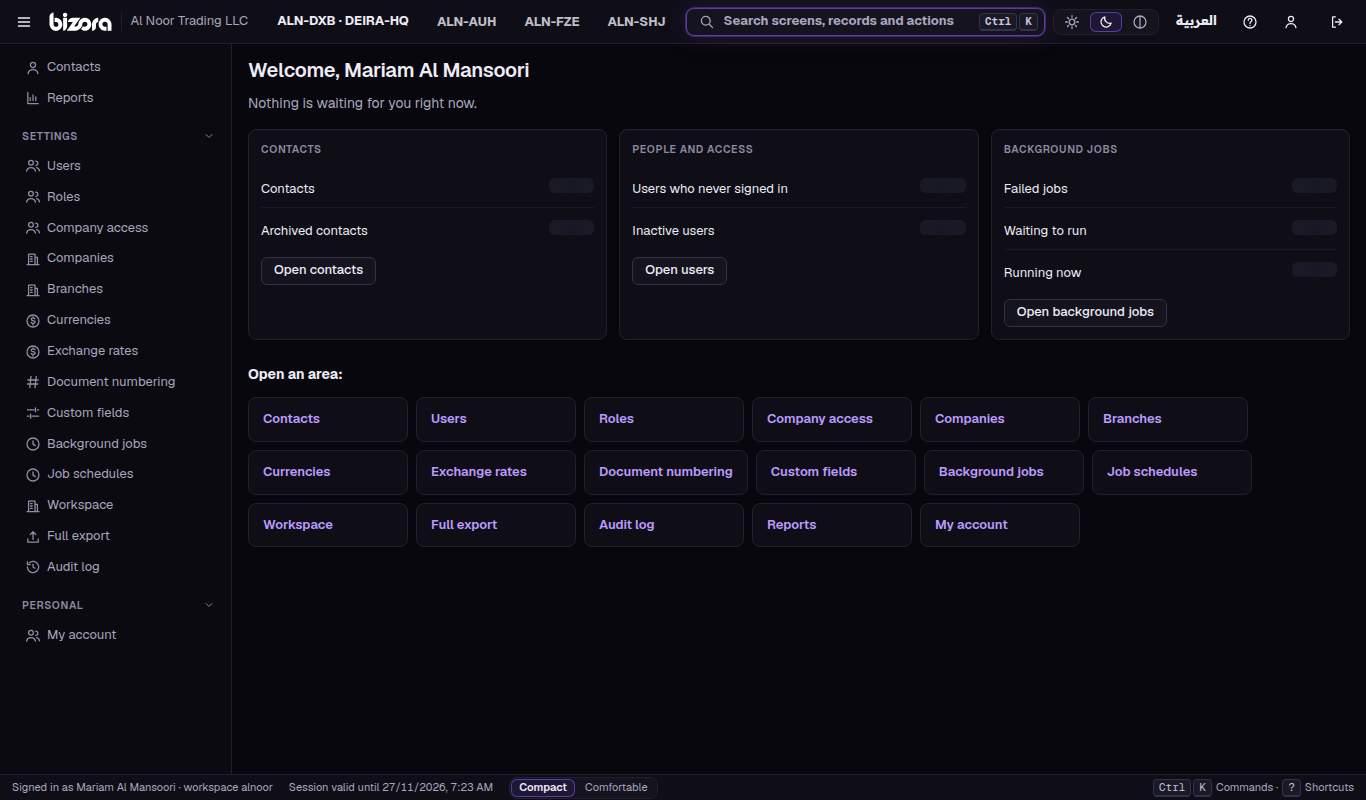 bizora Al Noor Trading LLC ALN-DXB · DEIRA-HQ ALN-AUH ALN-FZE ALN-SHJ Search screens, records and actions Ctrl K العربية
Contacts
Reports
SETTINGS
Users
Roles
Company access
Companies
Branches
Currencies
Exchange rates
Document numbering
Custom fields
Background jobs
Job schedules
Workspace
Full export
Audit log
PERSONAL
My account
Welcome, Mariam Al Mansoori
Nothing is waiting for you right now.
CONTACTS
Contacts
Archived contacts
Open contacts
PEOPLE AND ACCESS
Users who never signed in
Inactive users
Open users
BACKGROUND JOBS
Failed jobs
Waiting to run
Running now
Open background jobs
Open an area:
Contacts Users Roles Company access Companies Branches
Currencies Exchange rates Document numbering Custom fields Background jobs Job schedules
Workspace Full export Audit log Reports My account
Signed in as Mariam Al Mansoori · workspace alnoor Session valid until 27/11/2026, 7:23 AM Compact Comfortable Ctrl K Commands · ? Shortcuts